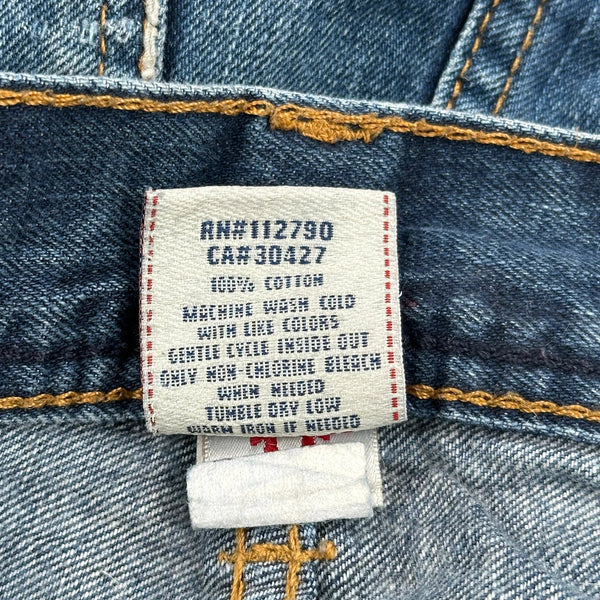 RN#112790
CA#30427
100% COTTON
MACHINE WASH COLD
WITH LIKE COLORS
GENTLE CYCLE INSIDE OUT
ONLY NON-CHLORINE BLEACH
WHEN NEEDED
TUMBLE DRY LOW
WARM IRON IF NEEDED